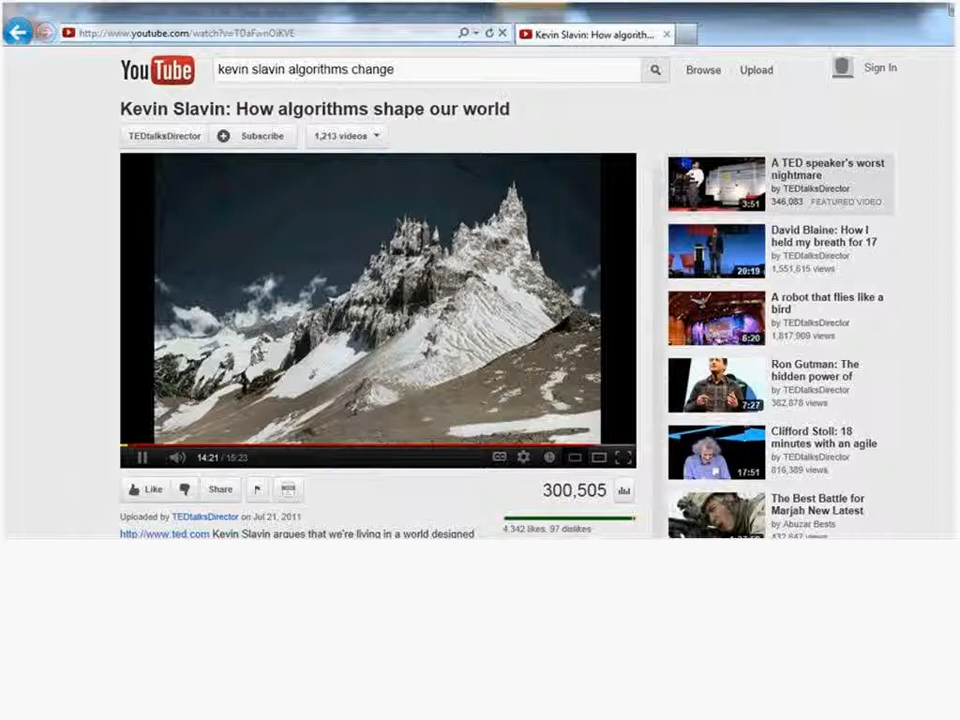 http://www.youtube.com/watch?v=TDaFwnOiKVE
Kevin Slavin: How algorith...
YouTube
kevin slavin algorithms change
Browse
Upload
Sign In
Kevin Slavin: How algorithms shape our world
TEDtalksDirector
Subscribe
1,213 videos
14:21 / 15:23
CC
Like
Share
300,505
Uploaded by TEDtalksDirector on Jul 21, 2011
4,342 likes, 97 dislikes
http://www.ted.com Kevin Slavin argues that we're living in a world designed
3:51
A TED speaker's worst
nightmare
by TEDtalksDirector
346,083 FEATURED VIDEO
20:19
David Blaine: How I
held my breath for 17
by TEDtalksDirector
1,551,615 views
6:20
A robot that flies like a
bird
by TEDtalksDirector
1,817,909 views
7:27
Ron Gutman: The
hidden power of
by TEDtalksDirector
382,878 views
17:51
Clifford Stoll: 18
minutes with an agile
by TEDtalksDirector
816,389 views
The Best Battle for
Marjah New Latest
by Abuzar Bests